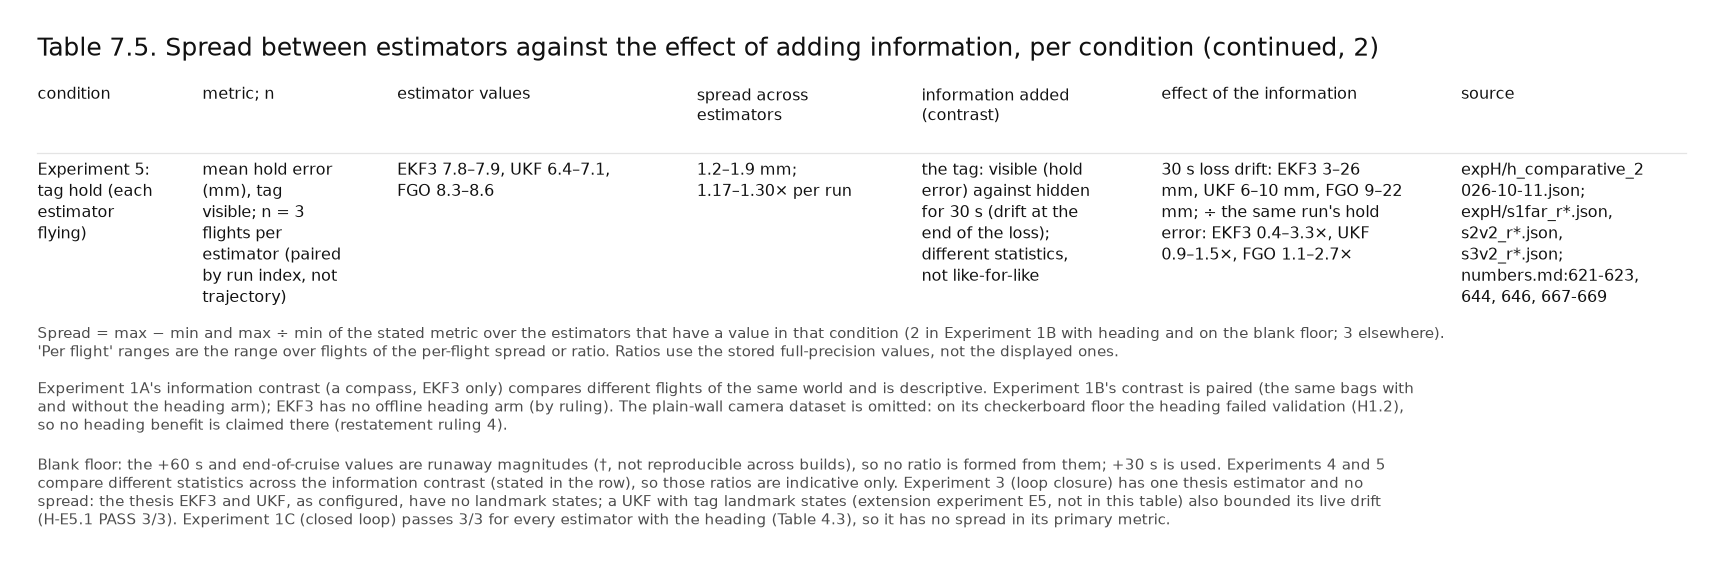 Table 7.5. Spread between estimators against the effect of adding information, per condition (continued, 2)
condition
metric; n
estimator values
spread across
estimators
information added
(contrast)
effect of the information
source
Experiment 5:
tag hold (each
estimator
flying)
mean hold error
(mm), tag
visible; n = 3
flights per
estimator (paired
by run index, not
trajectory)
EKF3 7.8–7.9, UKF 6.4–7.1,
FGO 8.3–8.6
1.2–1.9 mm;
1.17–1.30× per run
the tag: visible (hold
error) against hidden
for 30 s (drift at the
end of the loss);
different statistics,
not like-for-like
30 s loss drift: EKF3 3–26
mm, UKF 6–10 mm, FGO 9–22
mm; ÷ the same run's hold
error: EKF3 0.4–3.3×, UKF
0.9–1.5×, FGO 1.1–2.7×
expH/h_comparative_2
026-10-11.json;
expH/s1far_r*.json,
s2v2_r*.json,
s3v2_r*.json;
numbers.md:621-623,
644, 646, 667-669
Spread = max − min and max ÷ min of the stated metric over the estimators that have a value in that condition (2 in Experiment 1B with heading and on the blank floor; 3 elsewhere).
'Per flight' ranges are the range over flights of the per-flight spread or ratio. Ratios use the stored full-precision values, not the displayed ones.
Experiment 1A's information contrast (a compass, EKF3 only) compares different flights of the same world and is descriptive. Experiment 1B's contrast is paired (the same bags with
and without the heading arm); EKF3 has no offline heading arm (by ruling). The plain-wall camera dataset is omitted: on its checkerboard floor the heading failed validation (H1.2),
so no heading benefit is claimed there (restatement ruling 4).
Blank floor: the +60 s and end-of-cruise values are runaway magnitudes (†, not reproducible across builds), so no ratio is formed from them; +30 s is used. Experiments 4 and 5
compare different statistics across the information contrast (stated in the row), so those ratios are indicative only. Experiment 3 (loop closure) has one thesis estimator and no
spread: the thesis EKF3 and UKF, as configured, have no landmark states; a UKF with tag landmark states (extension experiment E5, not in this table) also bounded its live drift
(H-E5.1 PASS 3/3). Experiment 1C (closed loop) passes 3/3 for every estimator with the heading (Table 4.3), so it has no spread in its primary metric.